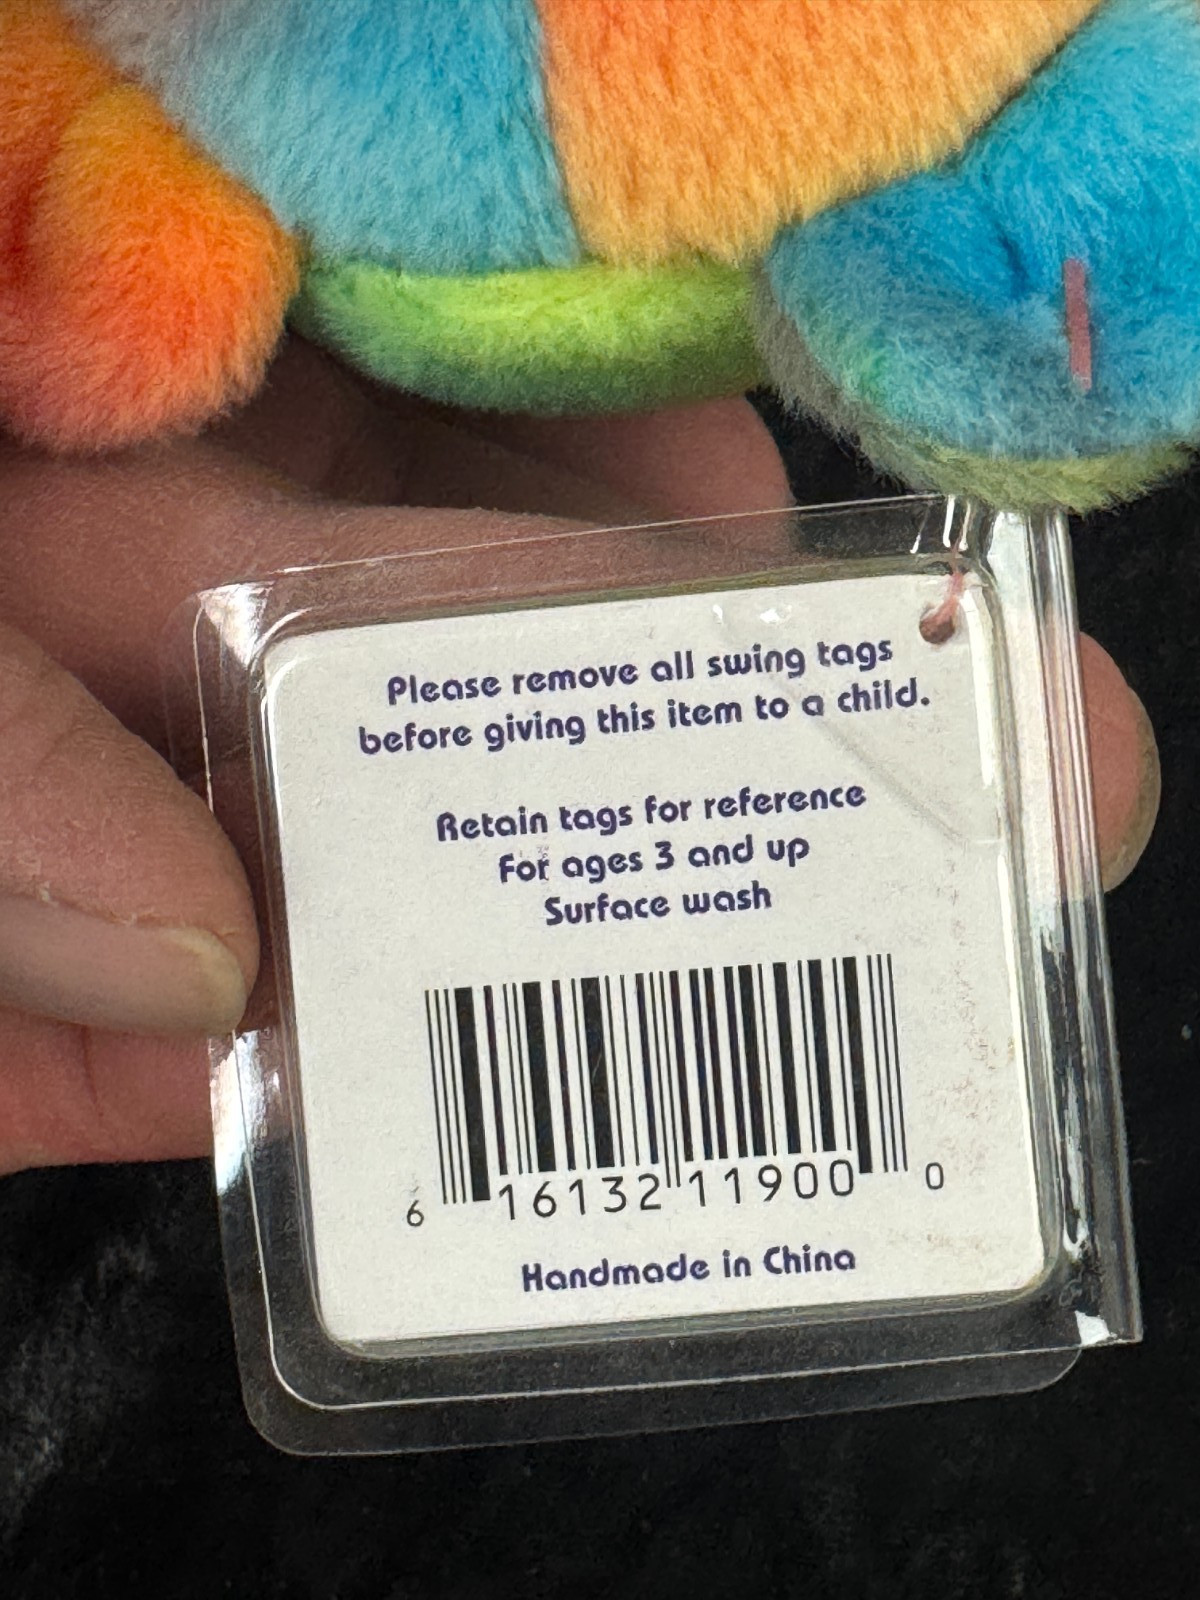 Please remove all swing tags
before giving this item to a child.
Retain tags for reference
For ages 3 and up
Surface wash
6 16132 11900 0
Handmade in China